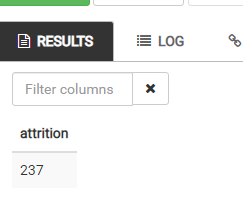 RESULTS LOG
Filter columns
attrition
237